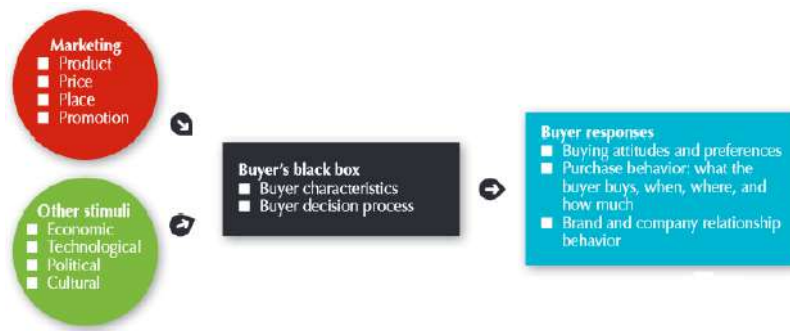 Marketing
Product
Price
Place
Promotion
Other stimuli
Economic
Technological
Political
Cultural
Buyer's black box
Buyer characteristics
Buyer decision process
Buyer responses
Buying attitudes and preferences
Purchase behavior: what the
buyer buys, when, where, and
how much
Brand and company relationship
behavior